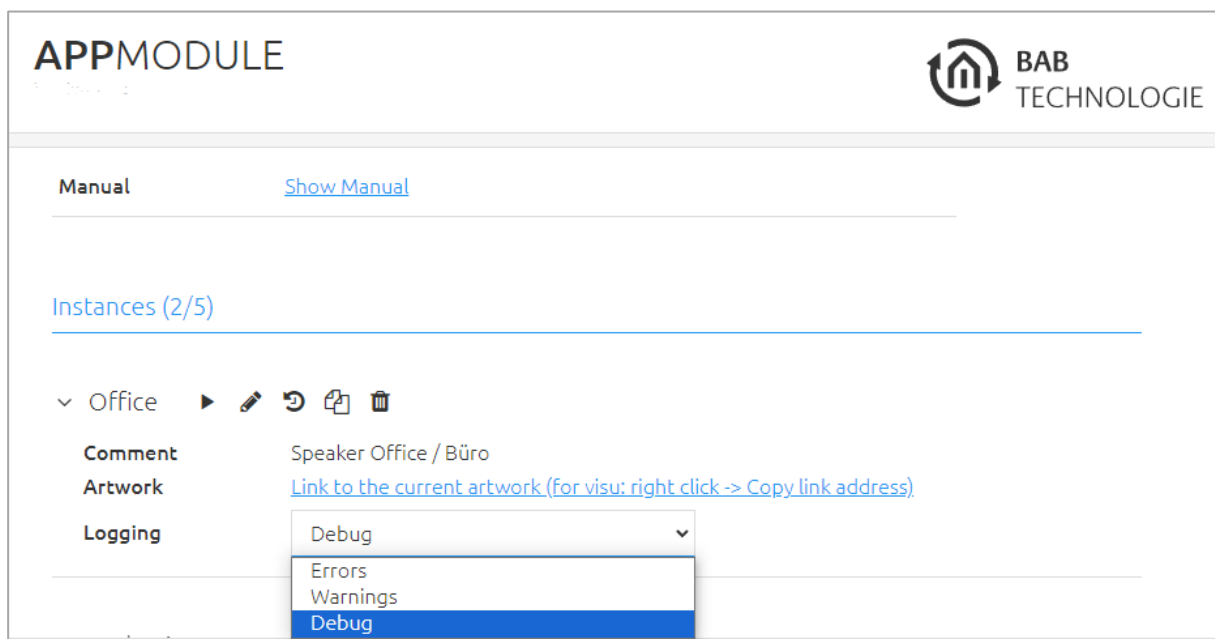 APPMODULE
BAB
TECHNOLOGIE
Manual Show Manual
Instances (2/5)
Office
Comment Speaker Office / Büro
Artwork Link to the current artwork (for visu: right click -> Copy link address)
Logging Debug
Errors
Warnings
Debug